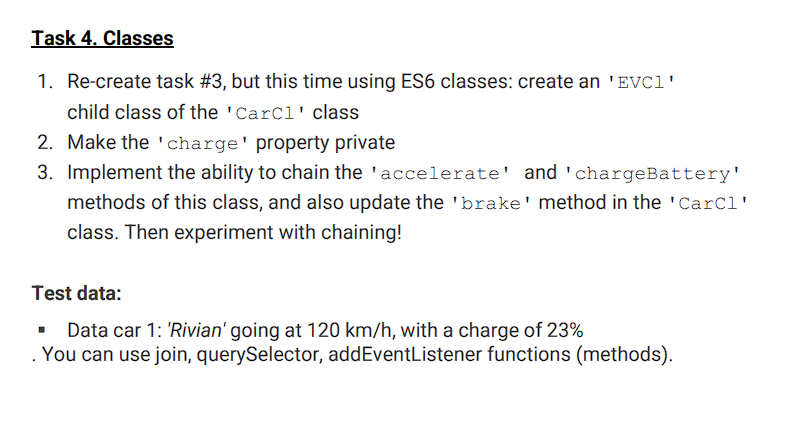 Task 4. Classes
1. Re-create task #3, but this time using ES6 classes: create an 'EVCl'
child class of the 'CarCl' class
2. Make the 'charge' property private
3. Implement the ability to chain the 'accelerate' and 'chargeBattery'
methods of this class, and also update the 'brake' method in the 'CarCl'
class. Then experiment with chaining!
Test data:
▪ Data car 1: 'Rivian' going at 120 km/h, with a charge of 23%
. You can use join, querySelector, addEventListener functions (methods).